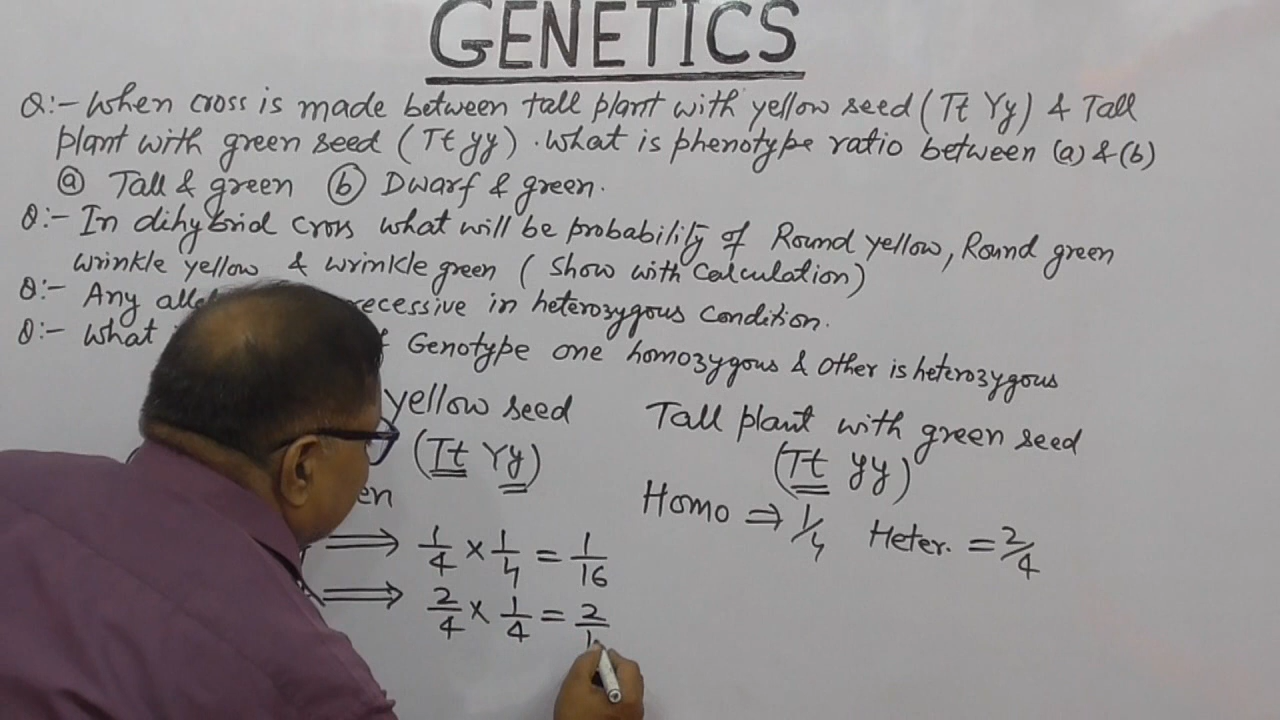 GENETICS
Q:- When cross is made between tall plant with yellow seed (Tt Yy) & Tall
plant with green seed (Tt yy). What is phenotype ratio between (a) & (b)
(a) Tall & green (b) Dwarf & green.
Q:- In dihybrid cross what will be probability of Round yellow, Round green
wrinkle yellow & wrinkle green ( Show with Calculation)
Q:- Any recessive in heterozygous condition.
Q:- What Genotype one homozygous & other is heterozygous
yellow seed Tall plant with green seed
(Tt Yy) (Tt yy)
Homo ⇒ 1/4 Heter. = 2/4
⇒ 1/4 × 1/4 = 1/16
⇒ 2/4 × 1/4 = 2/1